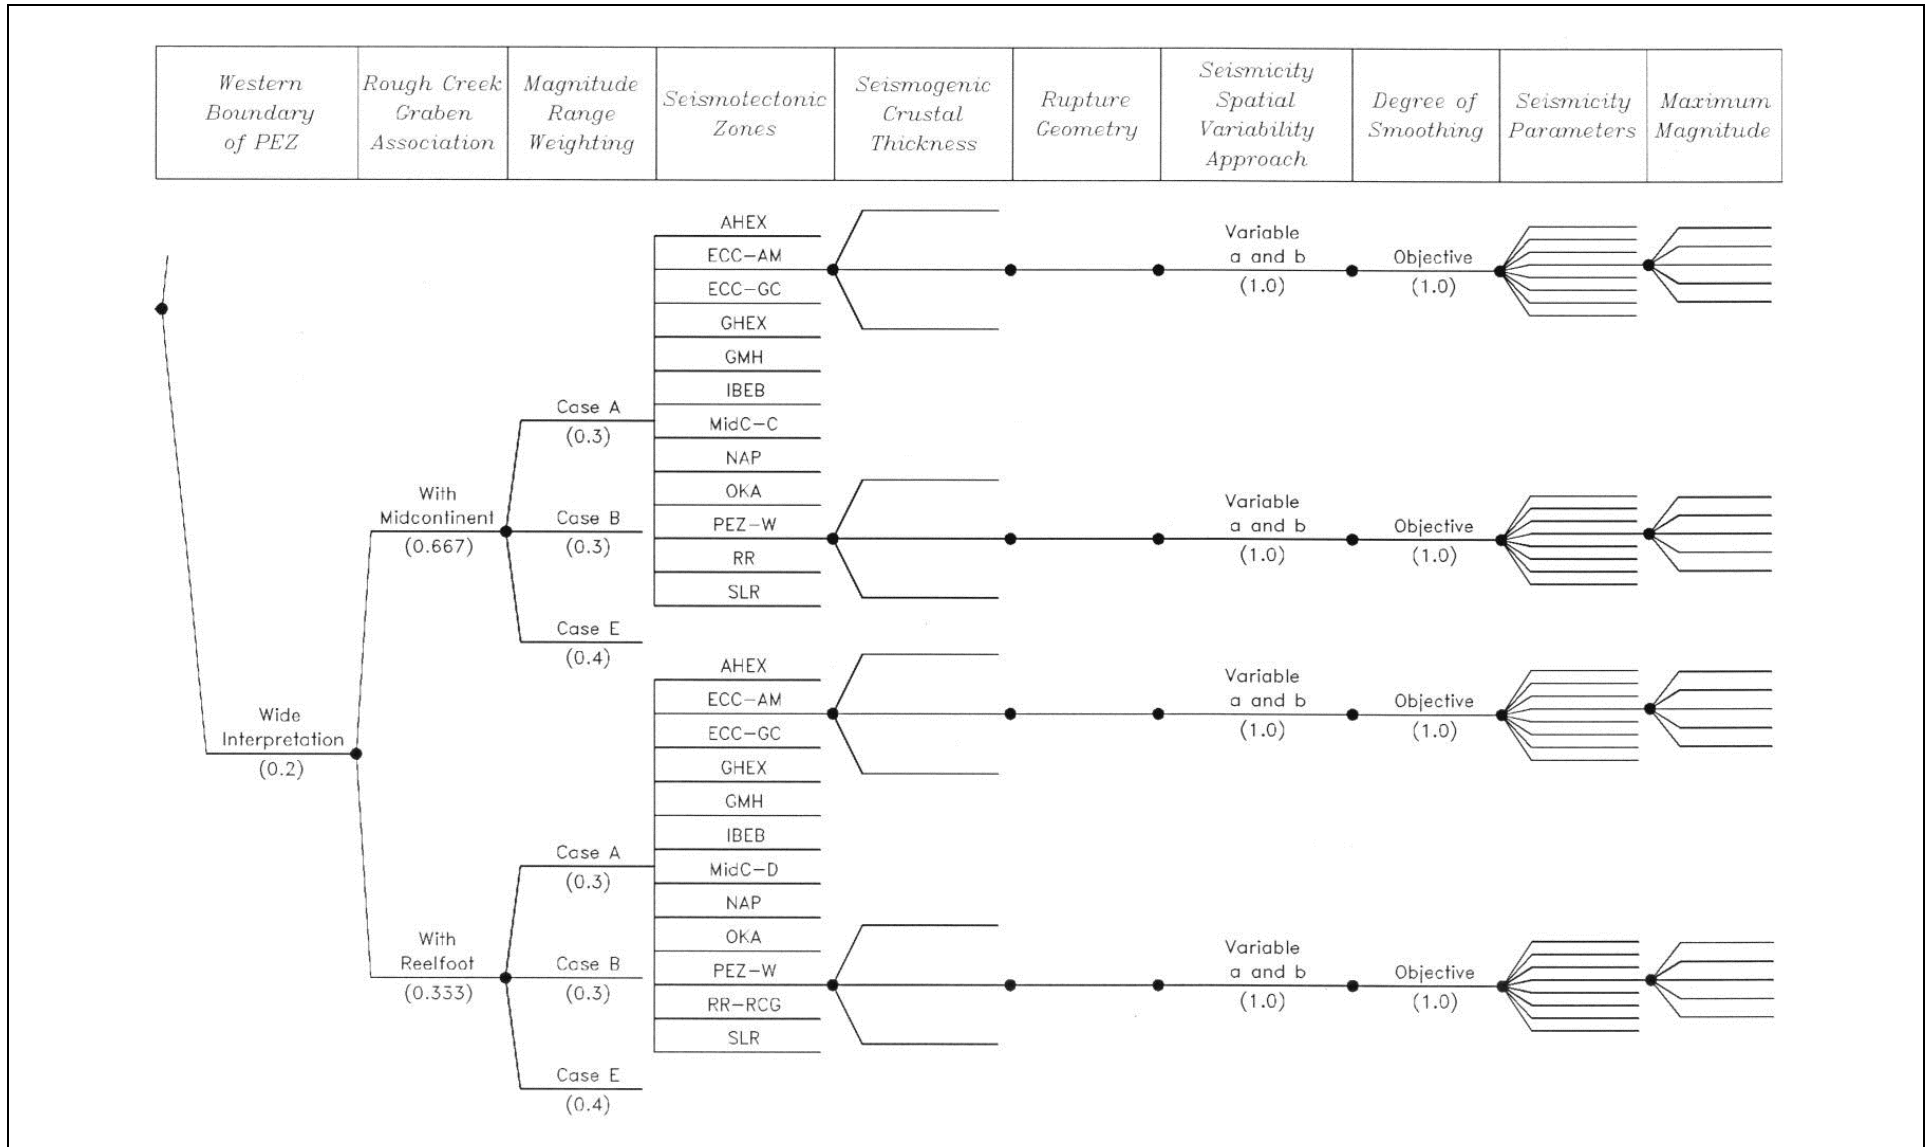 Western
Boundary
of PEZ
Rough Creek
Graben
Association
Magnitude
Range
Weighting
Seismotectonic
Zones
Seismogenic
Crustal
Thickness
Rupture
Geometry
Seismicity
Spatial
Variability
Approach
Degree of
Smoothing
Seismicity
Parameters
Maximum
Magnitude
Wide
Interpretation
(0.2)
With
Midcontinent
(0.667)
Case A
(0.3)
Case B
(0.3)
Case E
(0.4)
AHEX
ECC-AM
ECC-GC
GHEX
GMH
IBEB
MidC-C
NAP
OKA
PEZ-W
RR
SLR
Variable
a and b
(1.0)
Objective
(1.0)
Variable
a and b
(1.0)
Objective
(1.0)
With
Reelfoot
(0.333)
Case A
(0.3)
Case B
(0.3)
Case E
(0.4)
AHEX
ECC-AM
ECC-GC
GHEX
GMH
IBEB
MidC-D
NAP
OKA
PEZ-W
RR-RCG
SLR
Variable
a and b
(1.0)
Objective
(1.0)
Variable
a and b
(1.0)
Objective
(1.0)